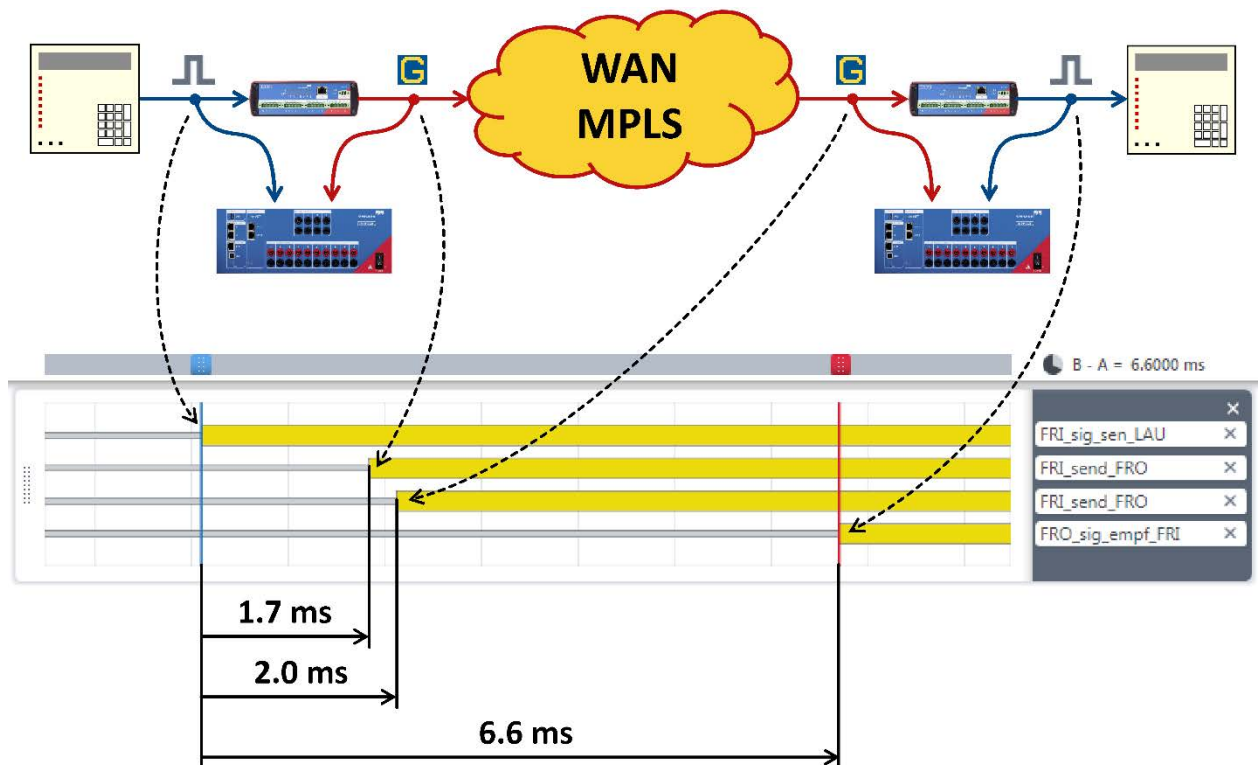 G
WAN
MPLS
G
B - A = 6.6000 ms
FRI_sig_sen_LAU
FRI_send_FRO
FRI_send_FRO
FRO_sig_empf_FRI
1.7 ms
2.0 ms
6.6 ms